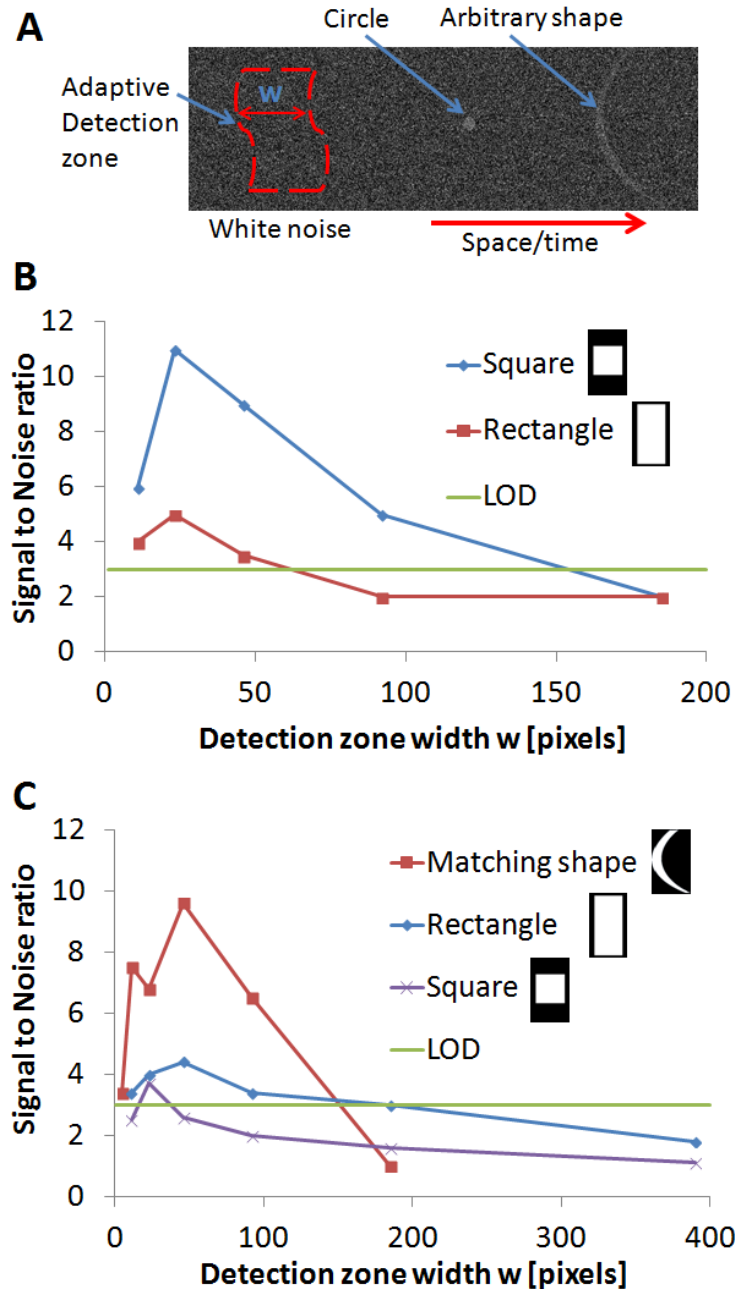 A
Circle
Arbitrary shape
Adaptive
Detection
zone
w
White noise
Space/time
B
Signal to Noise ratio
12
10
8
6
4
2
0
Square
Rectangle
LOD
0 50 100 150 200
Detection zone width w [pixels]
C
Signal to Noise ratio
12
10
8
6
4
2
0
Matching shape
Rectangle
Square
LOD
0 100 200 300 400
Detection zone width w [pixels]